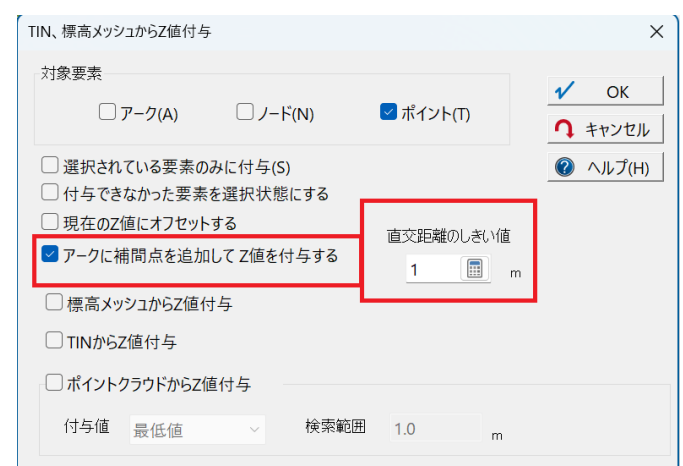 TIN、標高メッシュからZ値付与
対象要素
アーク(A) ノード(N) ポイント(T)
OK
キャンセル
ヘルプ(H)
選択されている要素のみに付与(S)
付与できなかった要素を選択状態にする
現在のZ値にオフセットする
アークに補間点を追加して Z値を付与する
直交距離のしきい値
1 m
標高メッシュからZ値付与
TINからZ値付与
ポイントクラウドからZ値付与
付与値 最低値 検索範囲 1.0 m